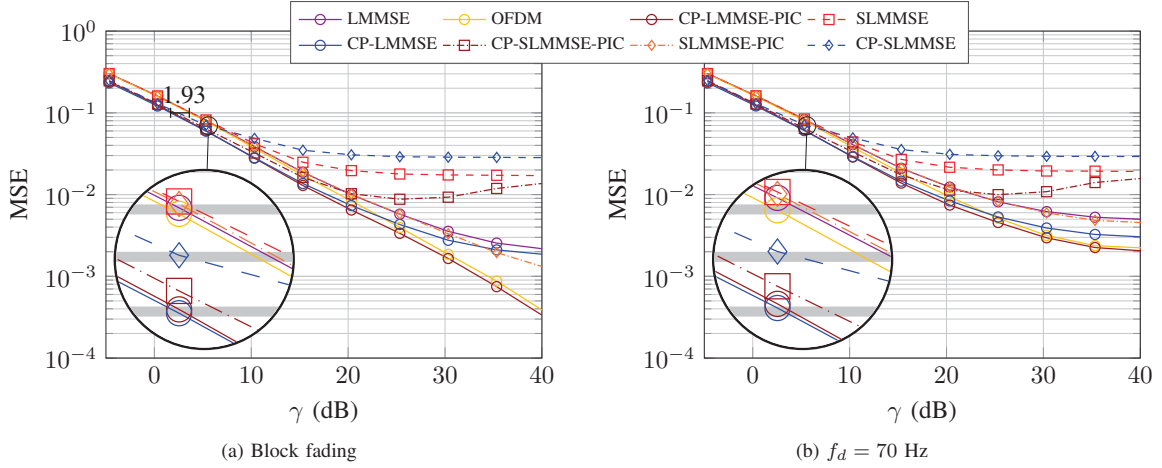 LMMSE OFDM CP-LMMSE-PIC SLMMSE
CP-LMMSE CP-SLMMSE-PIC SLMMSE-PIC CP-SLMMSE
10^0
10^-1
10^-2
10^-3
10^-4
MSE
1.93
0 10 20 30 40
γ (dB)
(a) Block fading
10^0
10^-1
10^-2
10^-3
10^-4
MSE
0 10 20 30 40
γ (dB)
(b) f_d = 70 Hz